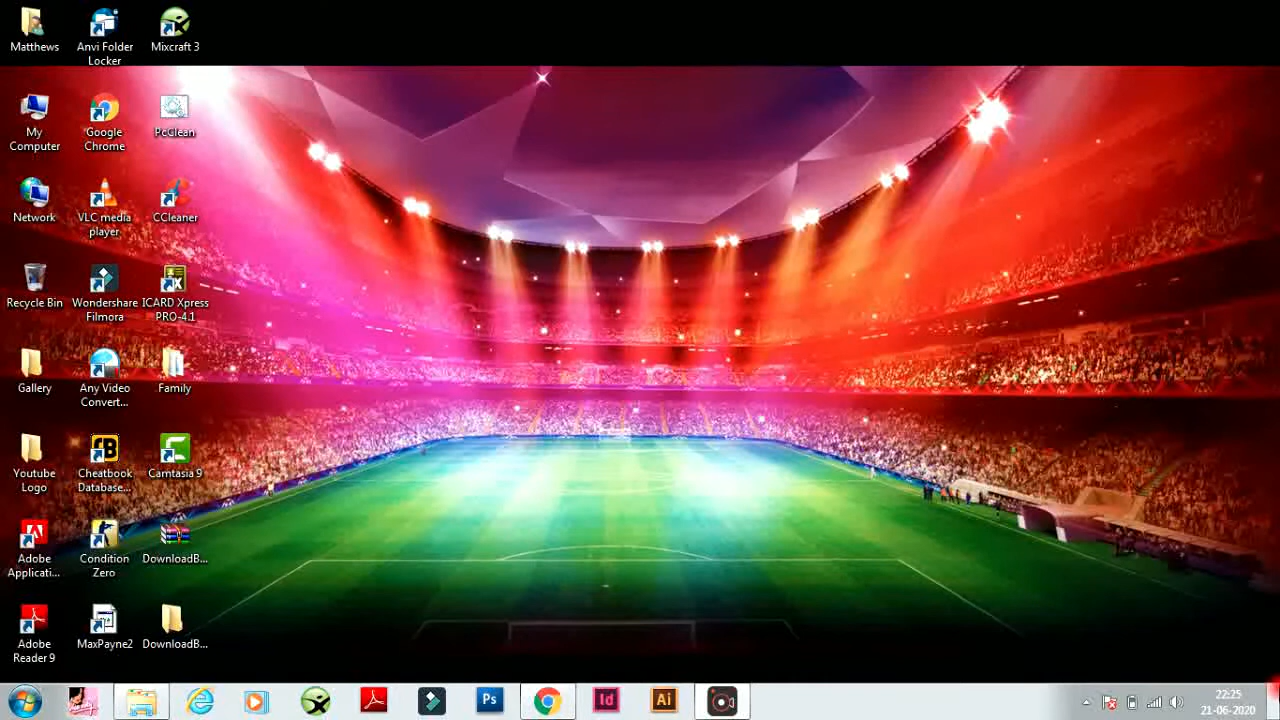 Matthews
Anvi Folder
Locker
Mixcraft 3
My
Computer
Google
Chrome
PcClean
Network
VLC media
player
CCleaner
Recycle Bin
Wondershare
Filmora
ICARD Xpress
PRO-4.1
Gallery
Any Video
Convert...
Family
Youtube
Logo
Cheatbook
Database...
Camtasia 9
Adobe
Applicati...
Condition
Zero
DownloadB...
Adobe
Reader 9
MaxPayne2
DownloadB...
Ps
Id
Ai
22:25
21-06-2020